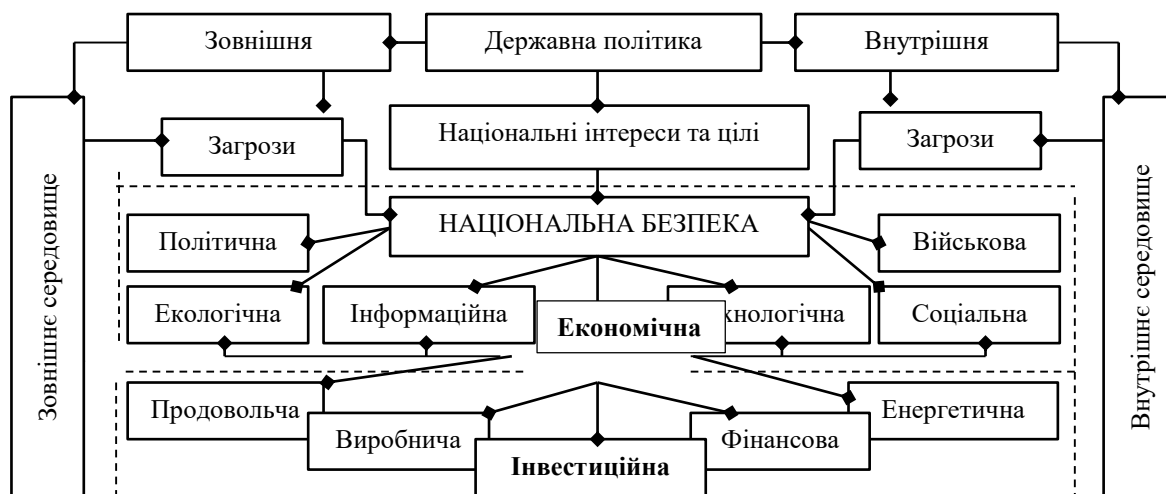 Зовнішня
Державна політика
Внутрішня
Національні інтереси та цілі
Загрози
Загрози
Зовнішнє середовище
Внутрішнє середовище
НАЦІОНАЛЬНА БЕЗПЕКА
Політична
Військова
Екологічна
Інформаційна
Економічна
хнологічна
Соціальна
Продовольча
Виробнича
Інвестиційна
Фінансова
Енергетична